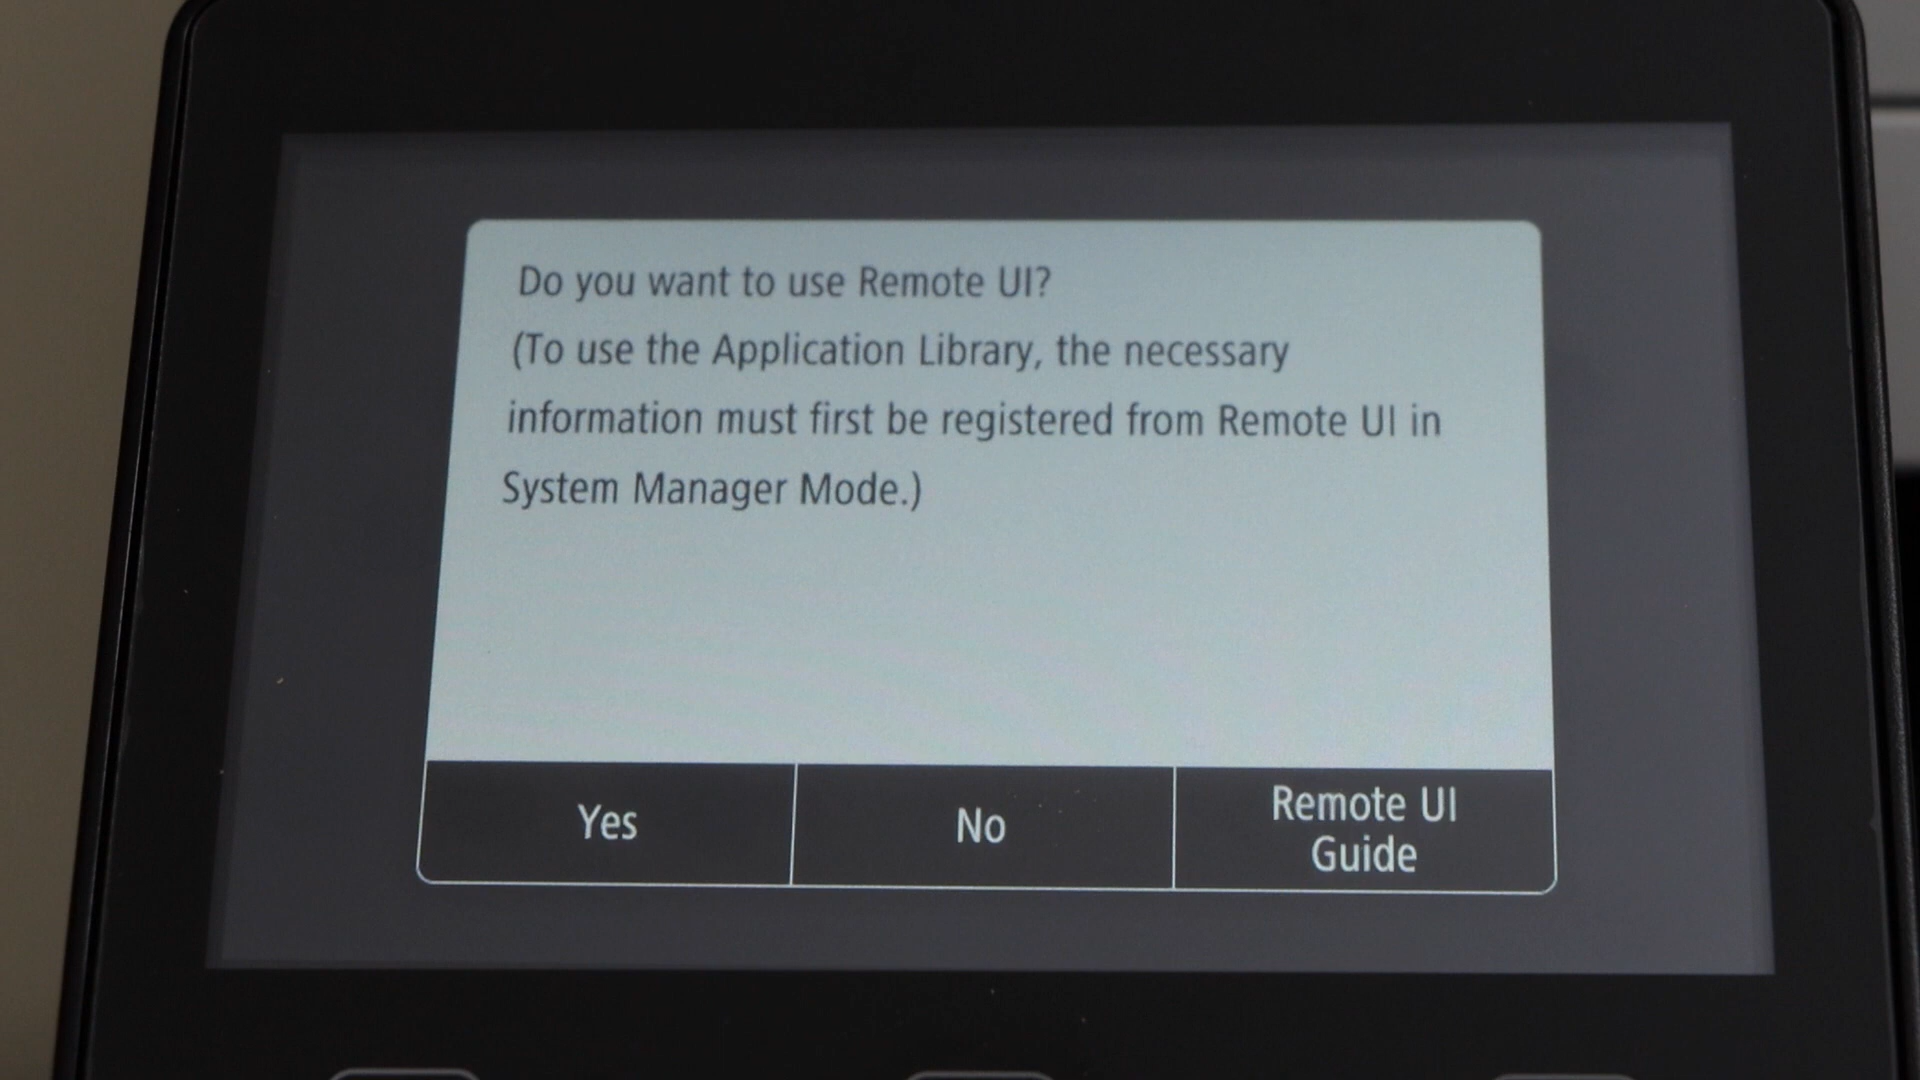 Do you want to use Remote UI?
(To use the Application Library, the necessary
information must first be registered from Remote UI in
System Manager Mode.)
Yes
No
Remote UI
Guide